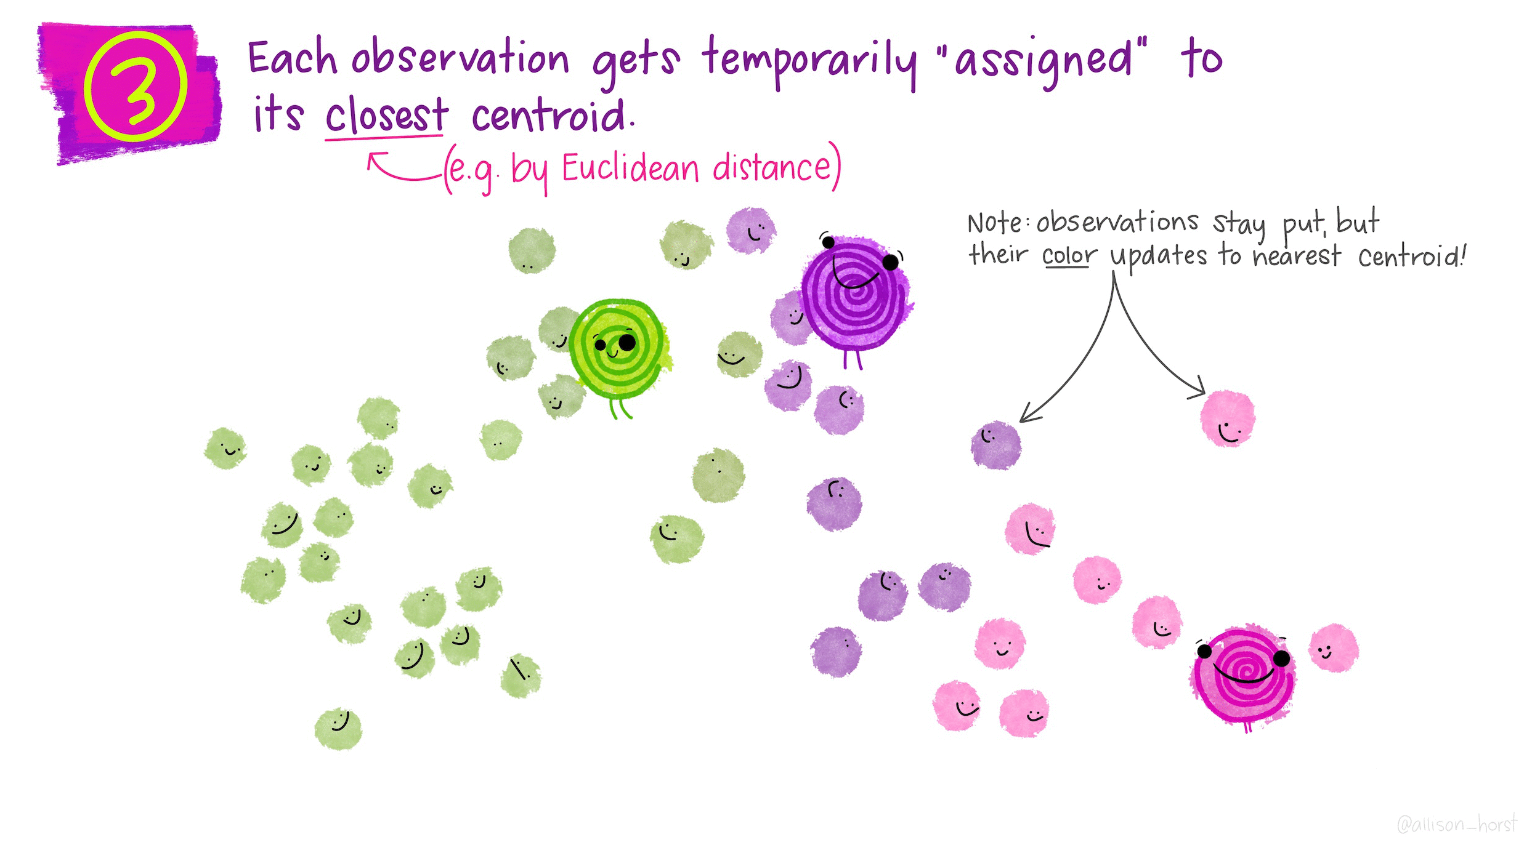 3
Each observation gets temporarily "assigned" to
its closest centroid.
(e.g. by Euclidean distance)
Note: observations stay put, but
their color updates to nearest centroid!
@allison_horst